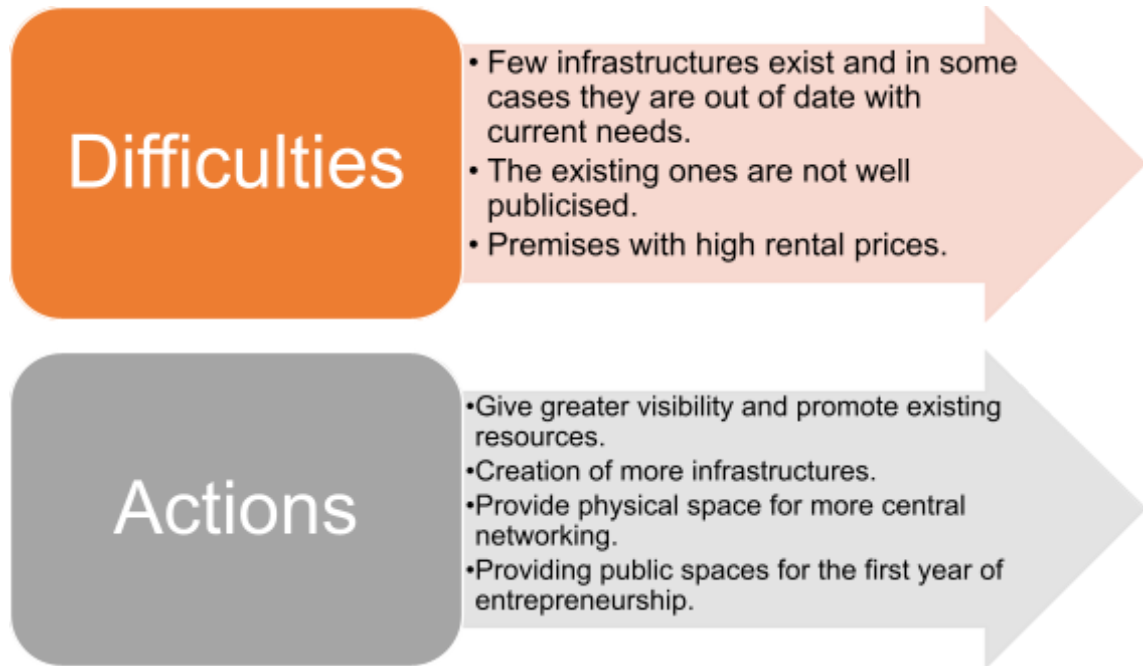 Difficulties
• Few infrastructures exist and in some
cases they are out of date with
current needs.
• The existing ones are not well
publicised.
• Premises with high rental prices.
Actions
•Give greater visibility and promote existing
resources.
•Creation of more infrastructures.
•Provide physical space for more central
networking.
•Providing public spaces for the first year of
entrepreneurship.